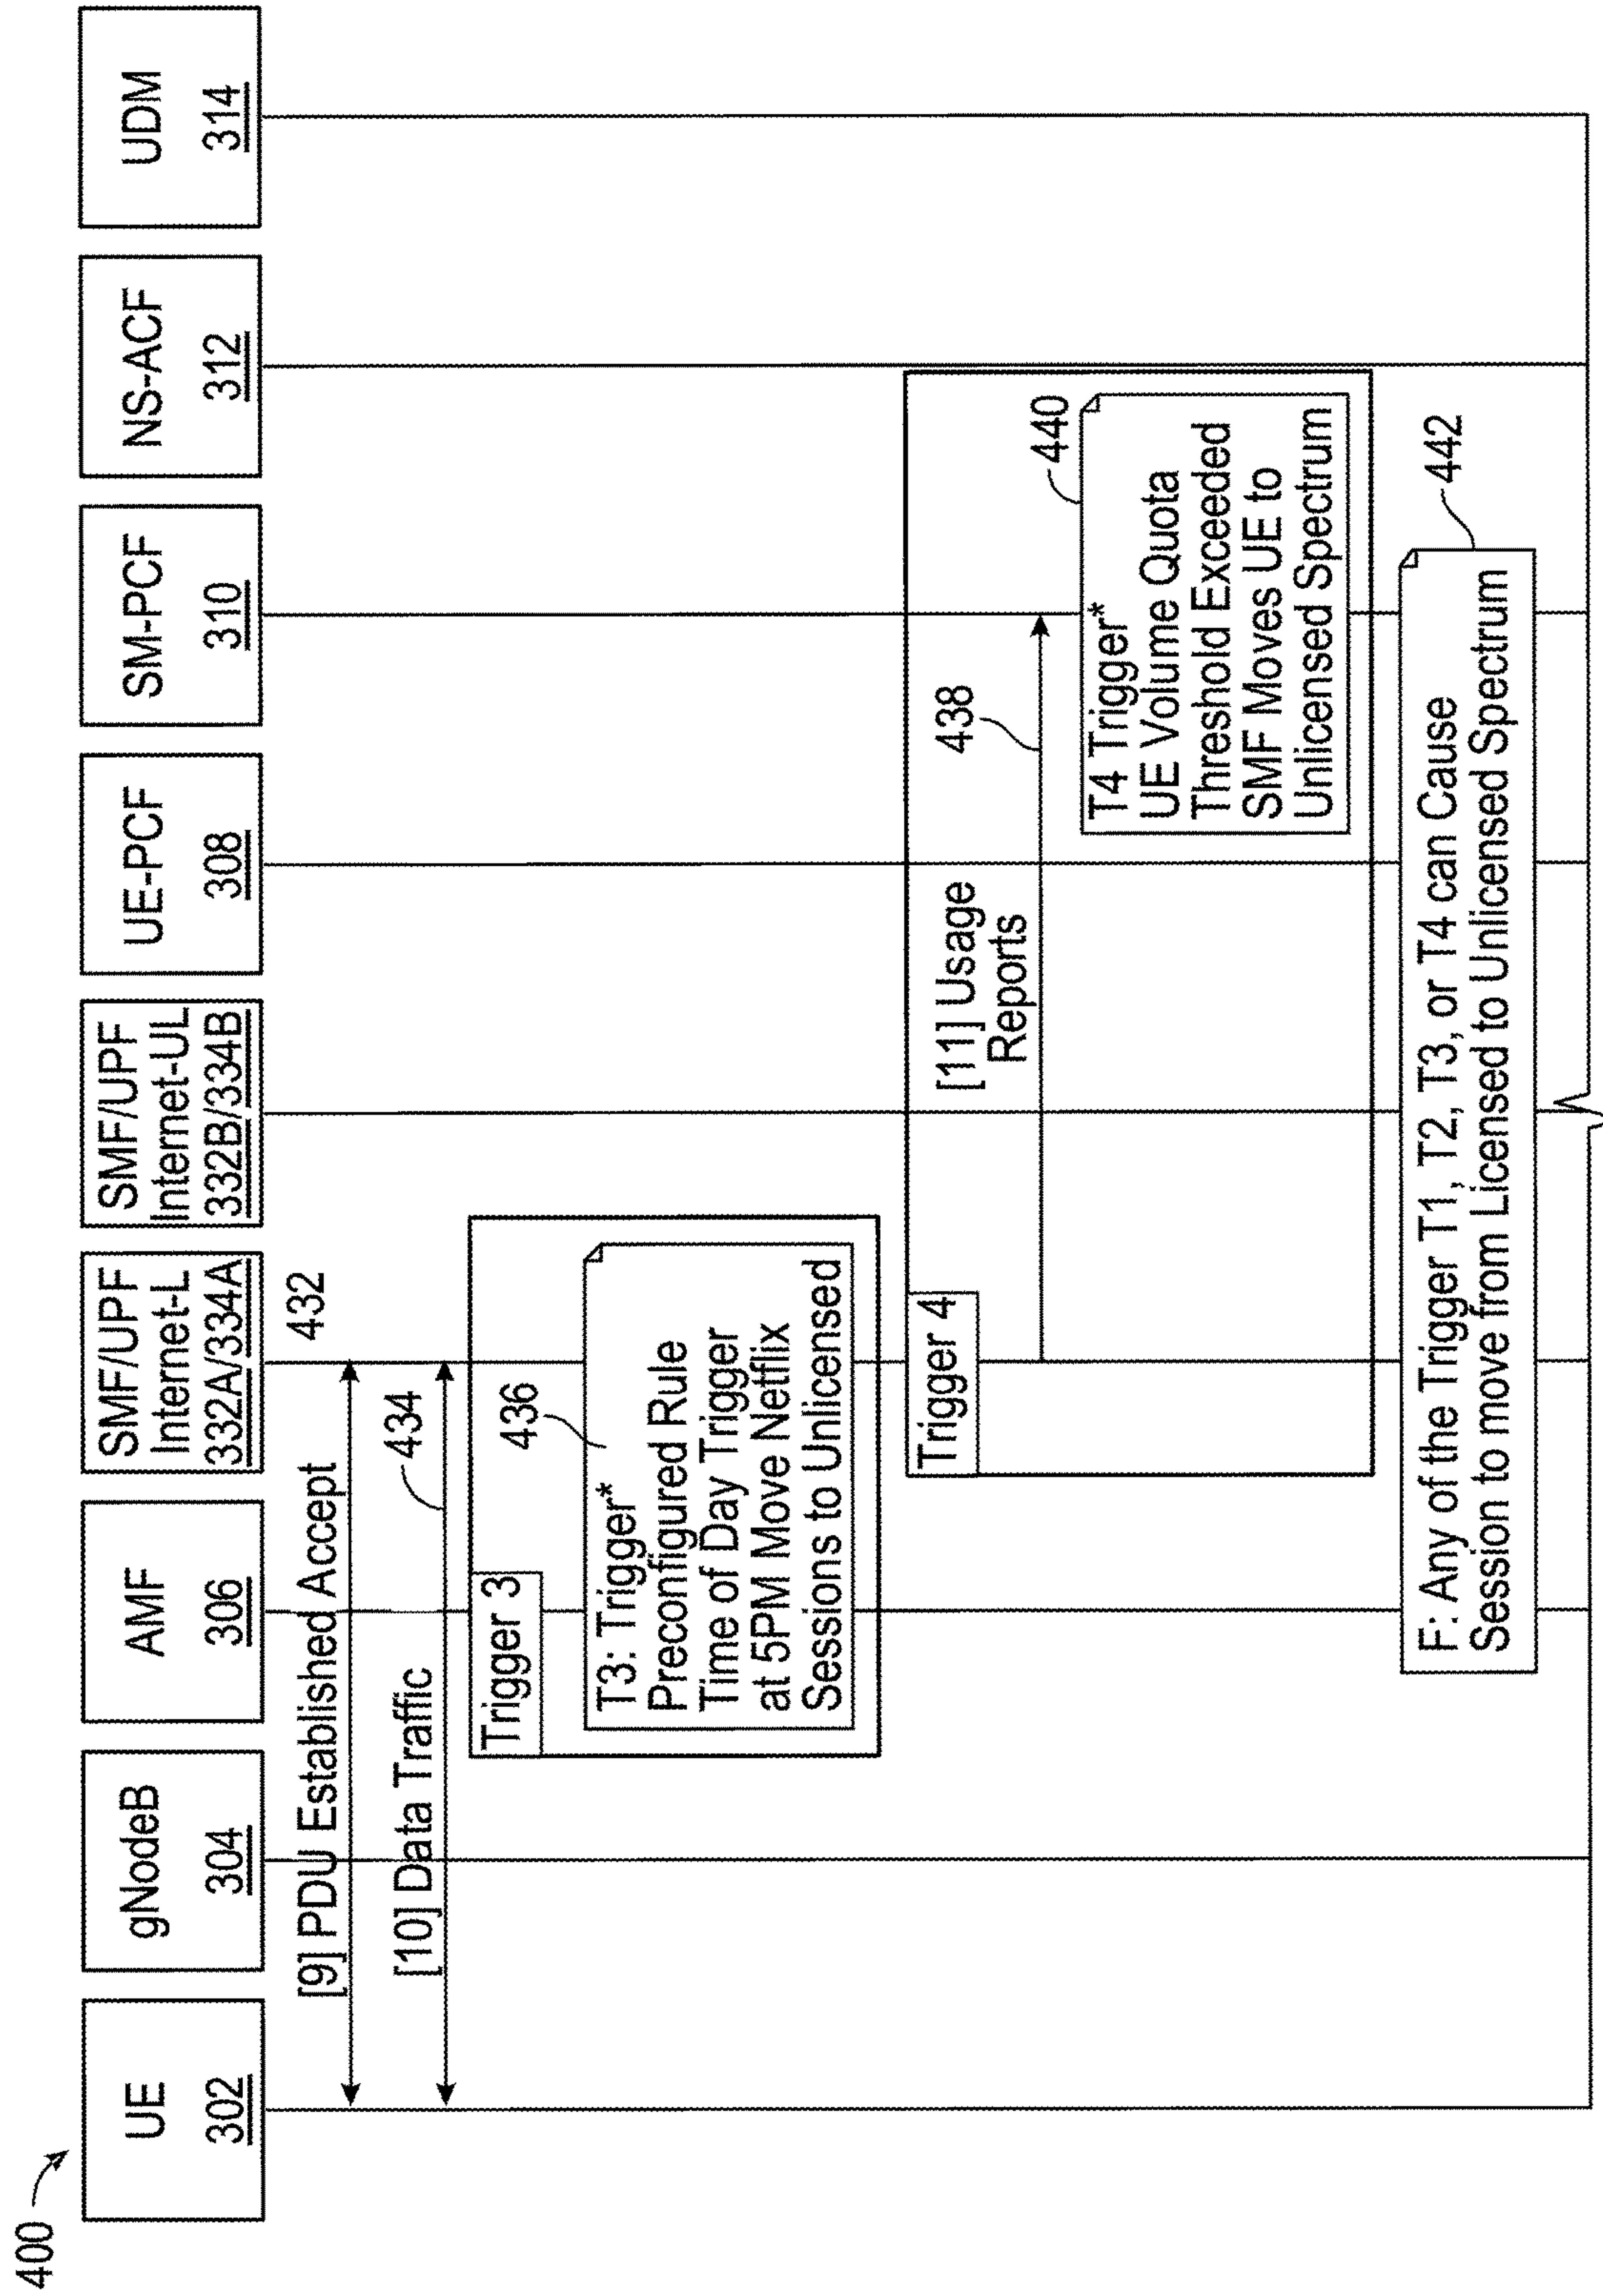 400
UE
302
gNodeB
304
AMF
306
SMF/UPF
Internet-L
332A/334A
SMF/UPF
Internet-UL
332B/334B
UE-PCF
308
SM-PCF
310
NS-ACF
312
UDM
314
[9] PDU Established Accept
432
[10] Data Traffic
434
Trigger 3
436
T3: Trigger*
Preconfigured Rule
Time of Day Trigger
at 5PM Move Netflix
Sessions to Unlicensed
Trigger 4
[11] Usage
Reports
438
440
T4 Trigger*
UE Volume Quota
Threshold Exceeded
SMF Moves UE to
Unlicensed Spectrum
F: Any of the Trigger T1, T2, T3, or T4 can Cause
Session to move from Licensed to Unlicensed Spectrum
442